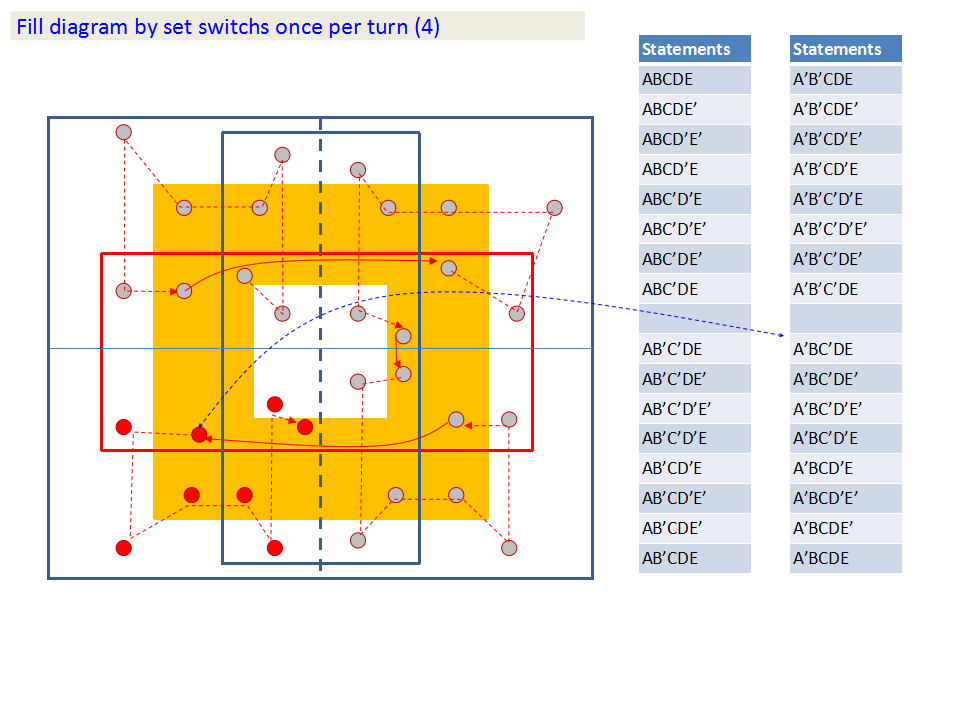 Fill diagram by set switchs once per turn (4)
Statements Statements
ABCDE A’B’CDE
ABCDE’ A’B’CDE’
ABCD’E’ A’B’CD’E’
ABCD’E A’B’CD’E
ABC’D’E A’B’C’D’E
ABC’D’E’ A’B’C’D’E’
ABC’DE’ A’B’C’DE’
ABC’DE A’B’C’DE
AB’C’DE A’BC’DE
AB’C’DE’ A’BC’DE’
AB’C’D’E’ A’BC’D’E’
AB’C’D’E A’BC’D’E
AB’CD’E A’BCD’E
AB’CD’E’ A’BCD’E’
AB’CDE’ A’BCDE’
AB’CDE A’BCDE